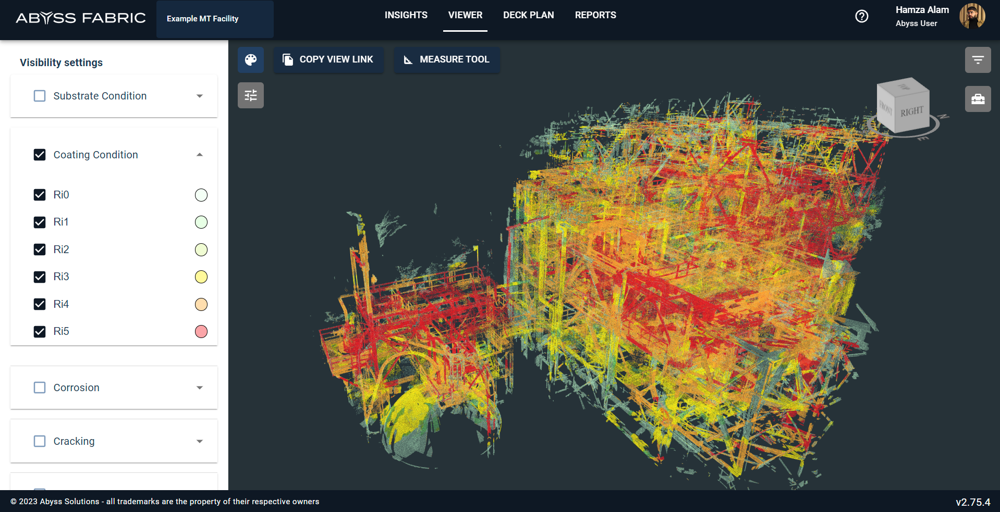 ABYSS FABRIC
Example MT Facility
INSIGHTS
VIEWER
DECK PLAN
REPORTS
Hamza Alam
Abyss User
Visibility settings
Substrate Condition
Coating Condition
Ri0
Ri1
Ri2
Ri3
Ri4
Ri5
Corrosion
Cracking
COPY VIEW LINK
MEASURE TOOL
TOP
FRONT
RIGHT
N
E
© 2023 Abyss Solutions - all trademarks are the property of their respective owners
v2.75.4